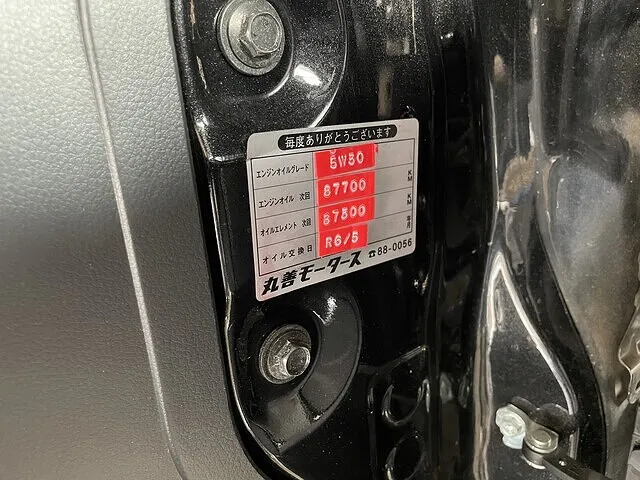 毎度ありがとうございます
エンジンオイルグレード 5W30
エンジンオイル 次回 87700 KM
オイルエレメント 次回 87500 KM
オイル交換日 R6/5 年月
丸善モータース ☎88-0056